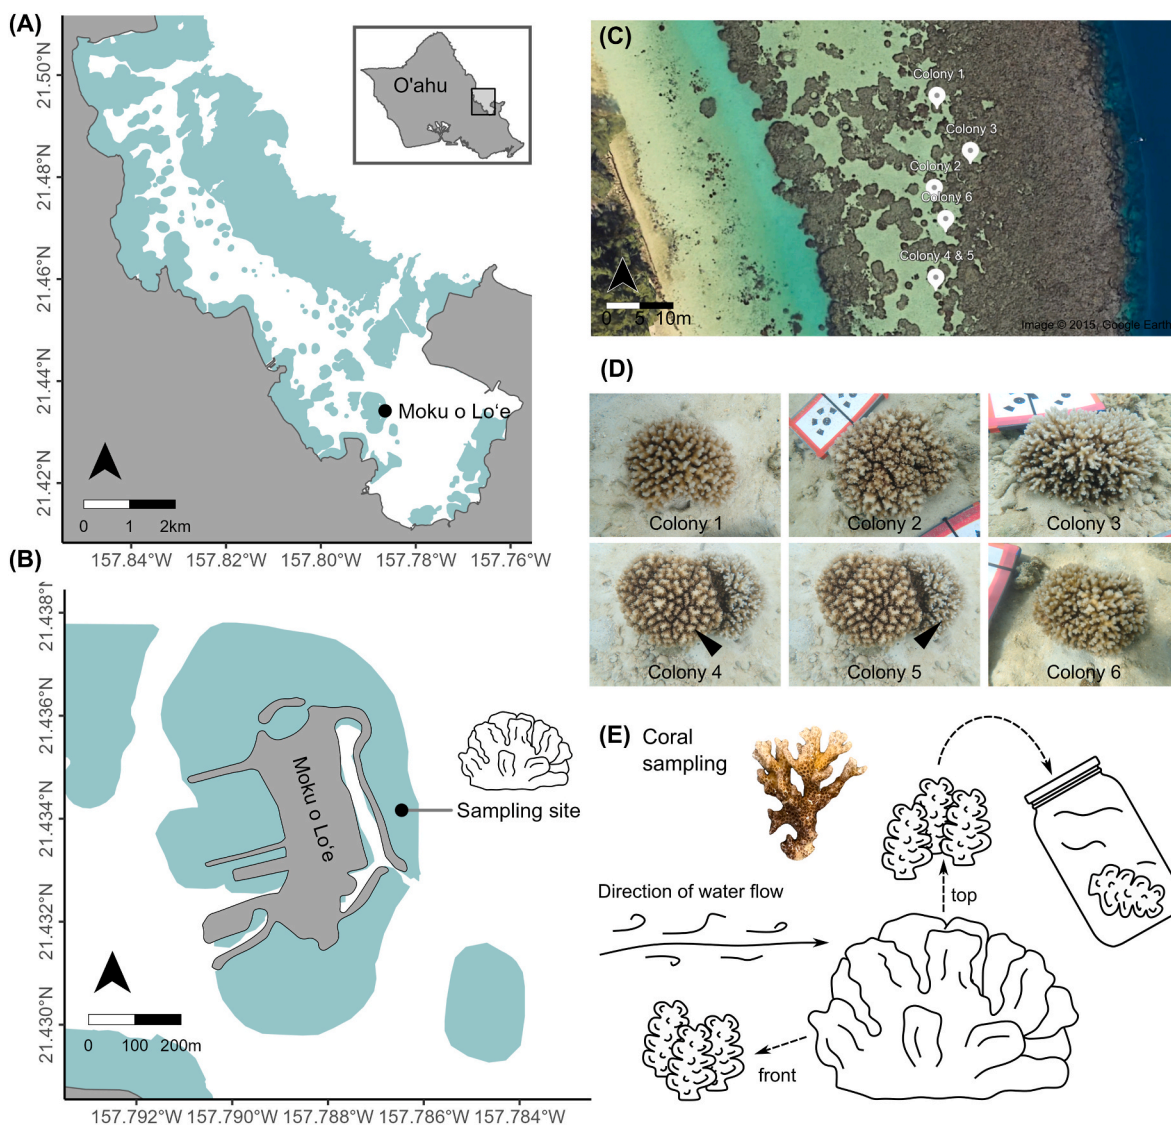 (A)
21.50°N
21.48°N
21.46°N
21.44°N
21.42°N
O'ahu
Moku o Loʻe
0 1 2km
157.84°W 157.82°W 157.80°W 157.78°W 157.76°W
(B)
21.438°N
21.436°N
21.434°N
21.432°N
21.430°N
Moku o Loʻe
Sampling site
0 100 200m
157.792°W 157.790°W 157.788°W 157.786°W 157.784°W
(C)
Colony 1
Colony 3
Colony 2
Colony 6
Colony 4 & 5
0 5 10m
Image © 2015, Google Earth
(D)
Colony 1
Colony 2
Colony 3
Colony 4
Colony 5
Colony 6
(E) Coral
sampling
Direction of water flow
top
front